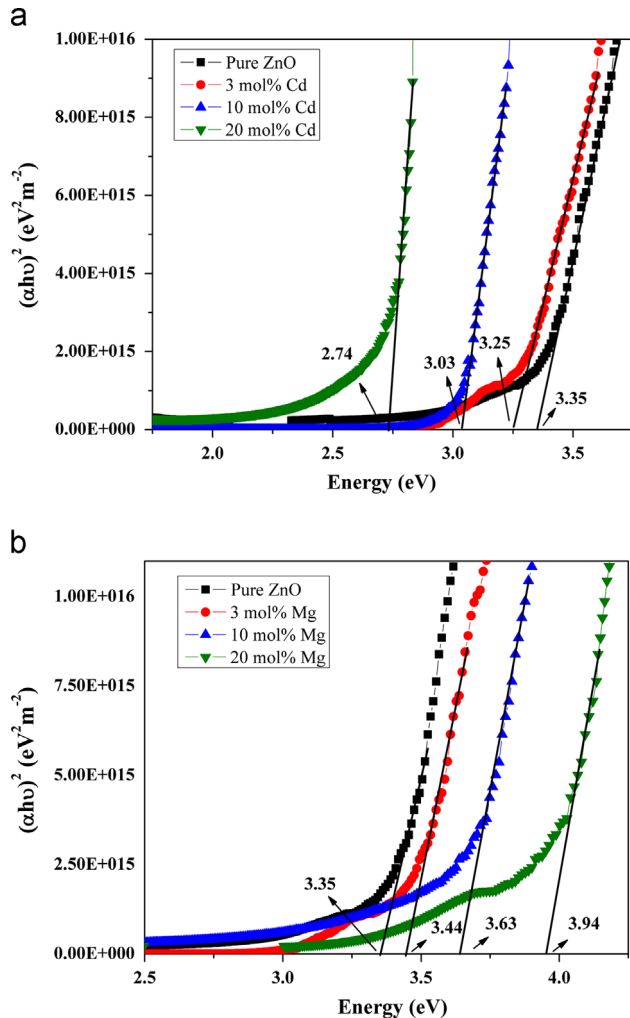 a
1.00E+016
8.00E+015
6.00E+015
4.00E+015
2.00E+015
0.00E+000
(αhυ)² (eV²m⁻²)
Pure ZnO
3 mol% Cd
10 mol% Cd
20 mol% Cd
2.74
3.03
3.25
3.35
2.0 2.5 3.0 3.5
Energy (eV)
b
1.00E+016
7.50E+015
5.00E+015
2.50E+015
0.00E+000
(αhυ)² (eV²m⁻²)
Pure ZnO
3 mol% Mg
10 mol% Mg
20 mol% Mg
3.35
3.44
3.63
3.94
2.5 3.0 3.5 4.0
Energy (eV)